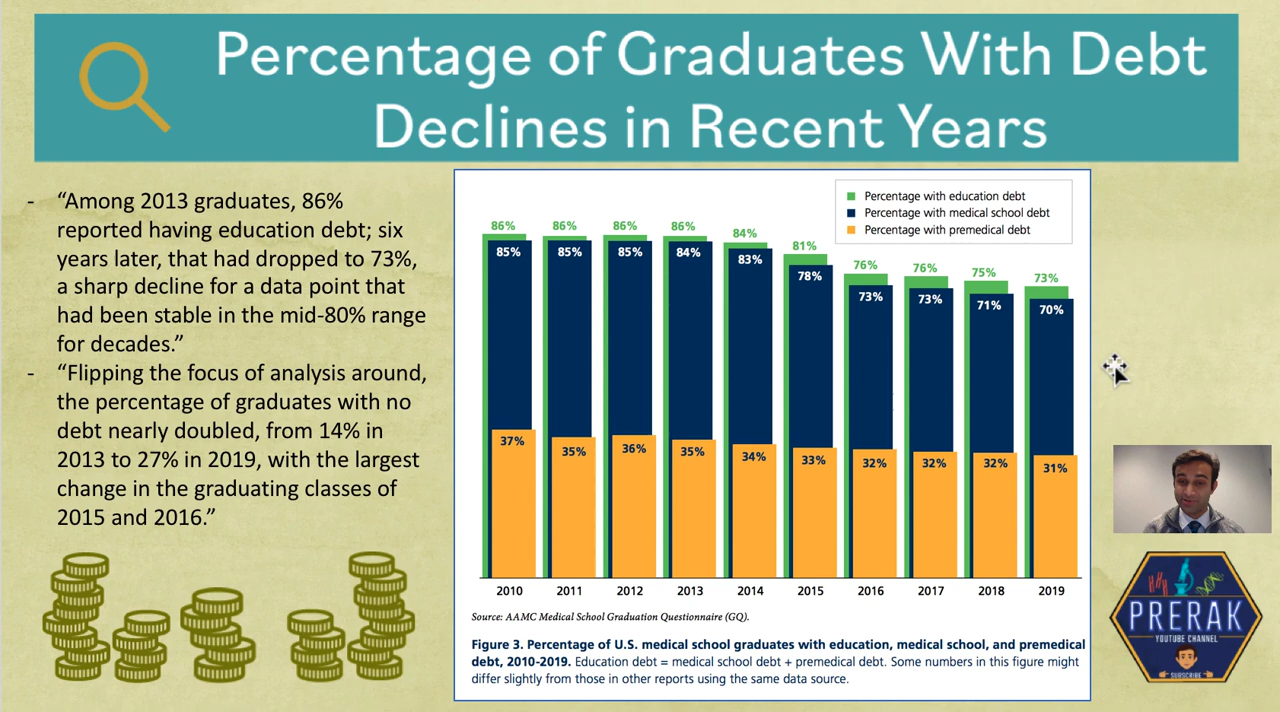 Percentage of Graduates With Debt
Declines in Recent Years
- “Among 2013 graduates, 86%
reported having education debt; six
years later, that had dropped to 73%,
a sharp decline for a data point that
had been stable in the mid-80% range
for decades.”
- “Flipping the focus of analysis around,
the percentage of graduates with no
debt nearly doubled, from 14% in
2013 to 27% in 2019, with the largest
change in the graduating classes of
2015 and 2016.”
Percentage with education debt
Percentage with medical school debt
Percentage with premedical debt
86% 86% 86% 86% 84% 81% 76% 76% 75% 73%
85% 85% 85% 84% 83% 78% 73% 73% 71% 70%
37% 35% 36% 35% 34% 33% 32% 32% 32% 31%
2010 2011 2012 2013 2014 2015 2016 2017 2018 2019
Source: AAMC Medical School Graduation Questionnaire (GQ).
Figure 3. Percentage of U.S. medical school graduates with education, medical school, and premedical
debt, 2010-2019. Education debt = medical school debt + premedical debt. Some numbers in this figure might
differ slightly from those in other reports using the same data source.
PRERAK
YOUTUBE CHANNEL
SUBSCRIBE